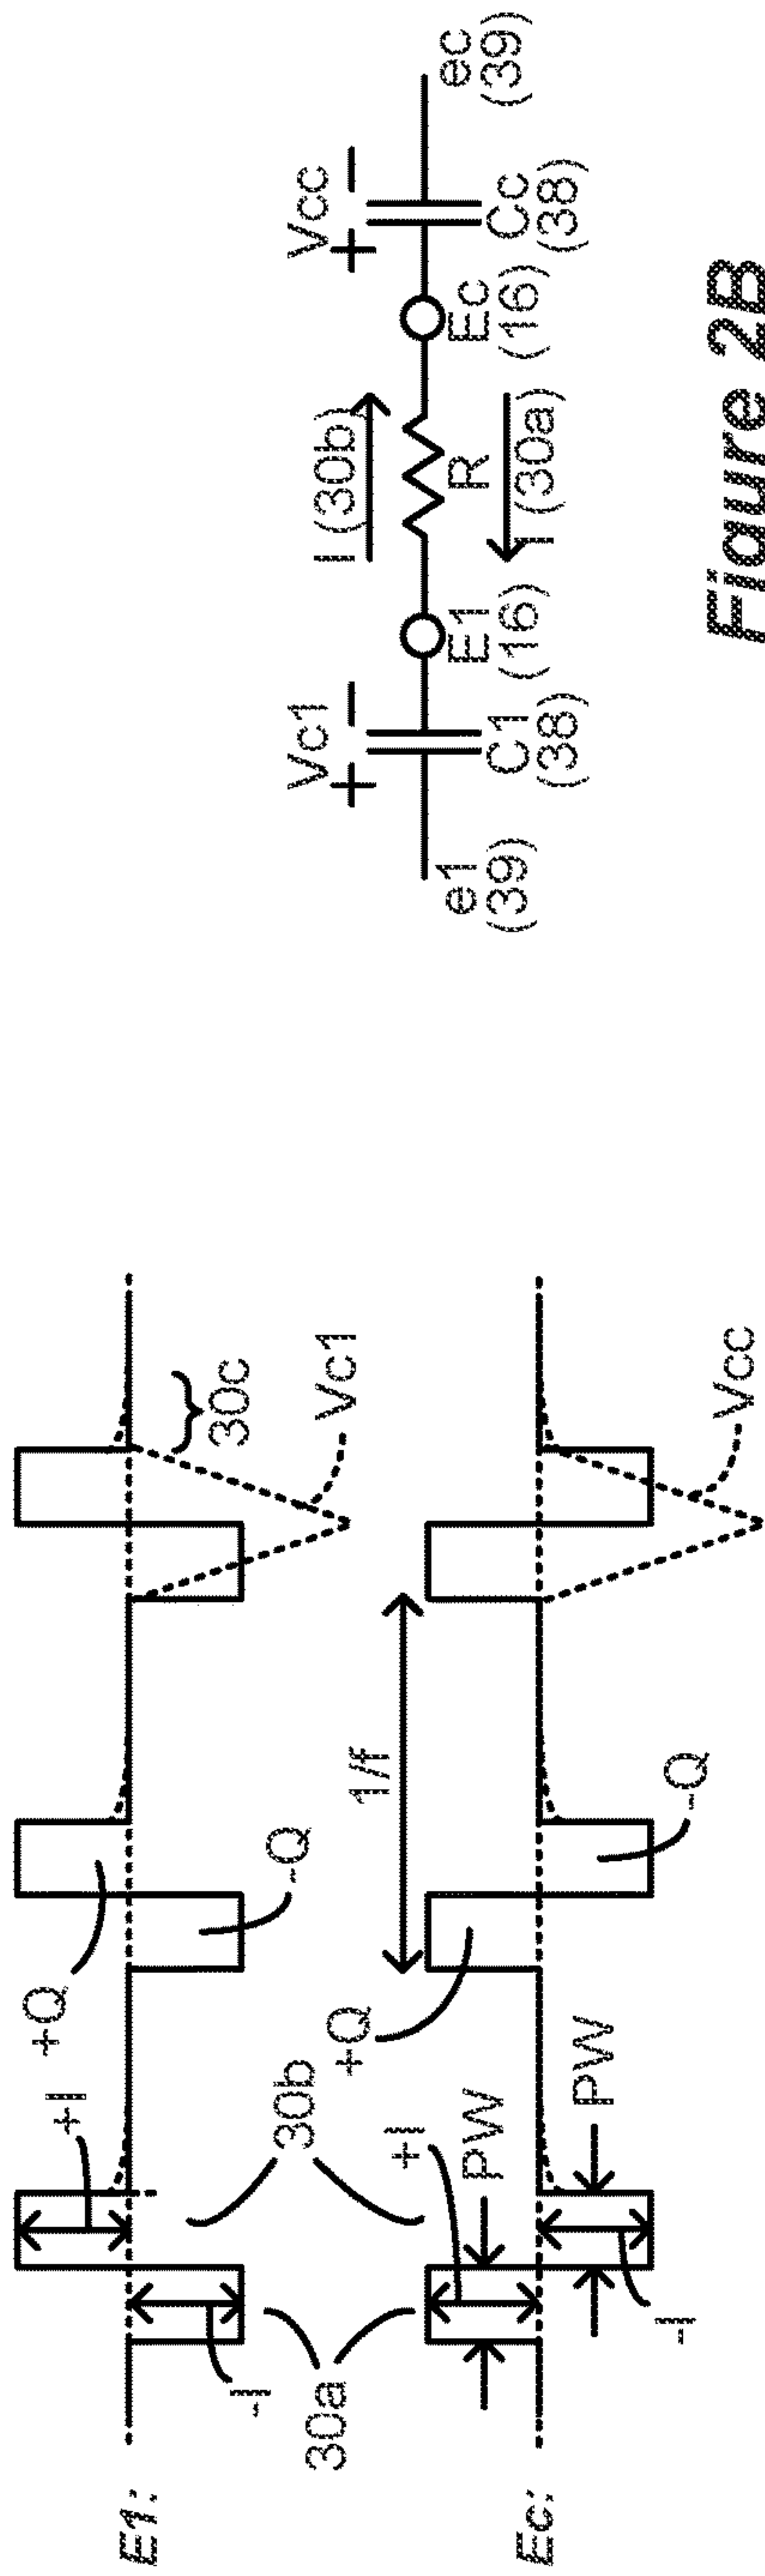 E1:
-I
+I
+Q
-Q
30a
30b
30c
Vc1
Ec:
+I
PW
+Q
1/f
-I
PW
-Q
Vcc
Vc1
+ −
I (30b)
Vcc
+ −
e1
(39)
C1
(38)
E1
(16)
R
I (30a)
Ec
(16)
Cc
(38)
ec
(39)
Figure 2B